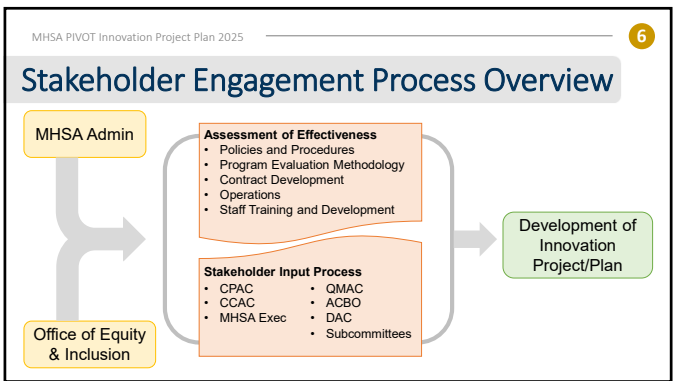 MHSA PIVOT Innovation Project Plan 2025
6
Stakeholder Engagement Process Overview
MHSA Admin
Office of Equity
& Inclusion
Assessment of Effectiveness
• Policies and Procedures
• Program Evaluation Methodology
• Contract Development
• Operations
• Staff Training and Development
Stakeholder Input Process
• CPAC
• CCAC
• MHSA Exec
• QMAC
• ACBO
• DAC
• Subcommittees
Development of
Innovation
Project/Plan